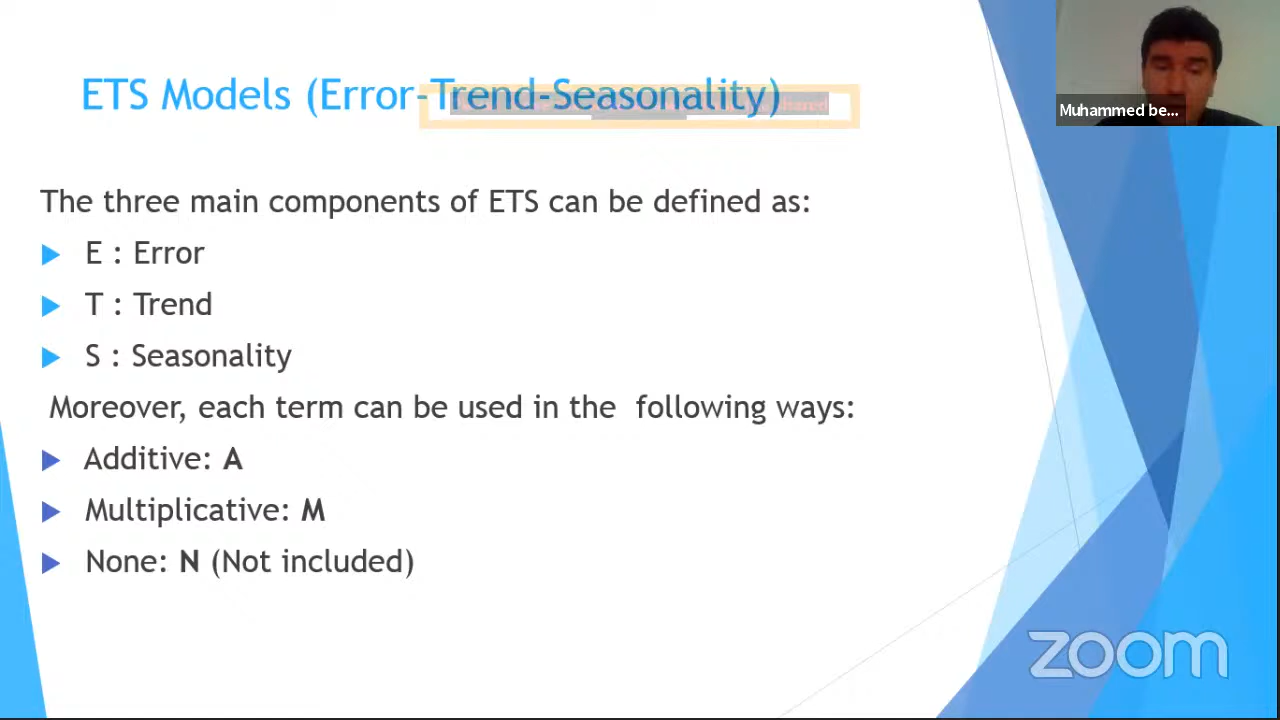 ETS Models (Error-Trend-Seasonality)
Muhammed be...
The three main components of ETS can be defined as:
E : Error
T : Trend
S : Seasonality
Moreover, each term can be used in the following ways:
Additive: A
Multiplicative: M
None: N (Not included)
zoom